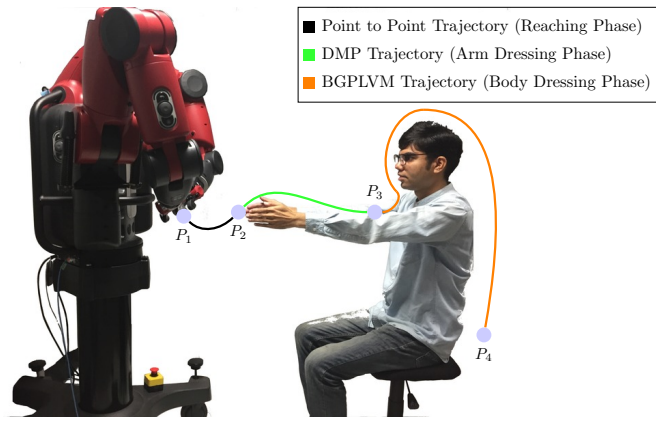 Point to Point Trajectory (Reaching Phase)
DMP Trajectory (Arm Dressing Phase)
BGPLVM Trajectory (Body Dressing Phase)
P3
P1
P2
P4